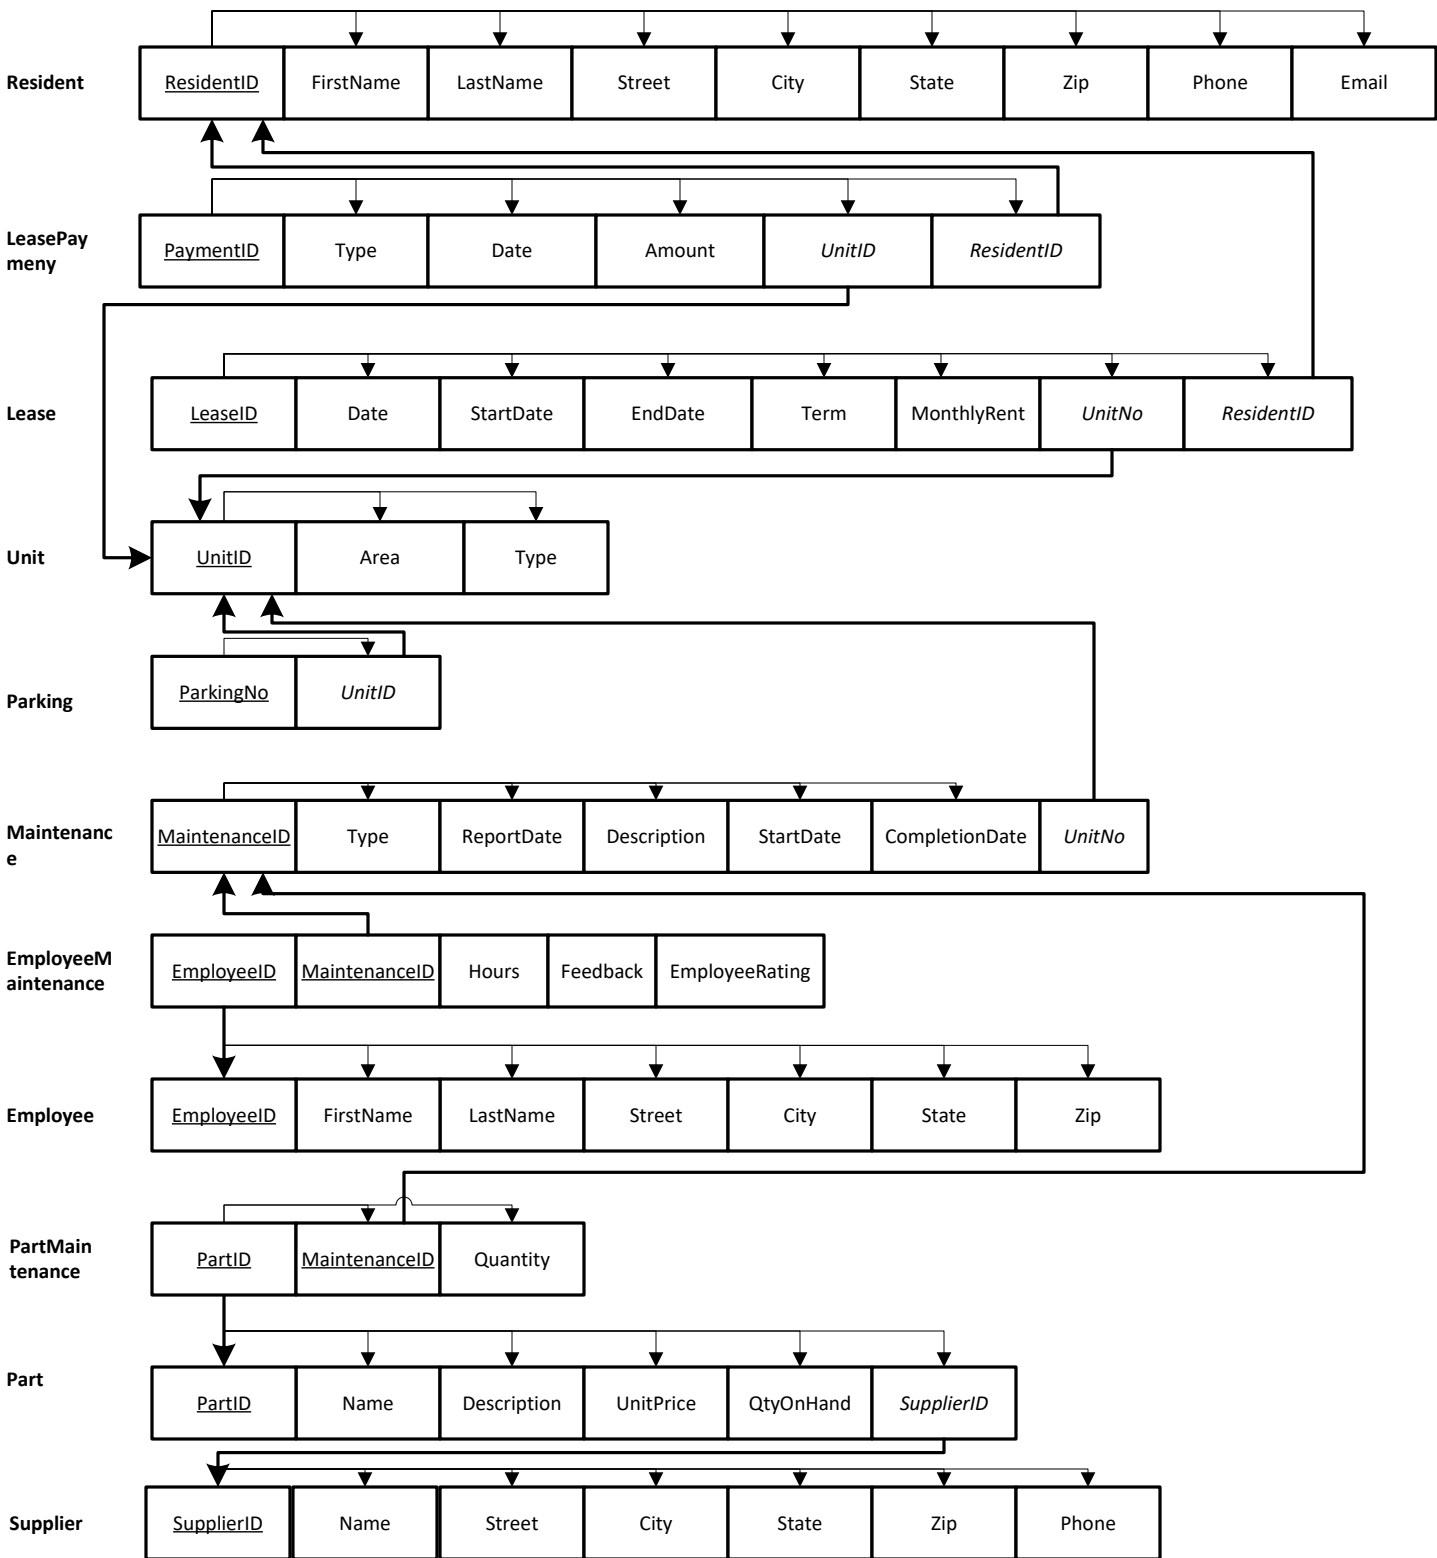 Resident ResidentID FirstName LastName Street City State Zip Phone Email
LeasePay
meny
PaymentID Type Date Amount UnitID ResidentID
Lease LeaseID Date StartDate EndDate Term MonthlyRent UnitNo ResidentID
Unit UnitID Area Type
Parking ParkingNo UnitID
Maintenanc
e
MaintenanceID Type ReportDate Description StartDate CompletionDate UnitNo
EmployeeM
aintenance
EmployeeID MaintenanceID Hours Feedback EmployeeRating
Employee EmployeeID FirstName LastName Street City State Zip
PartMain
tenance
PartID MaintenanceID Quantity
Part PartID Name Description UnitPrice QtyOnHand SupplierID
Supplier SupplierID Name Street City State Zip Phone